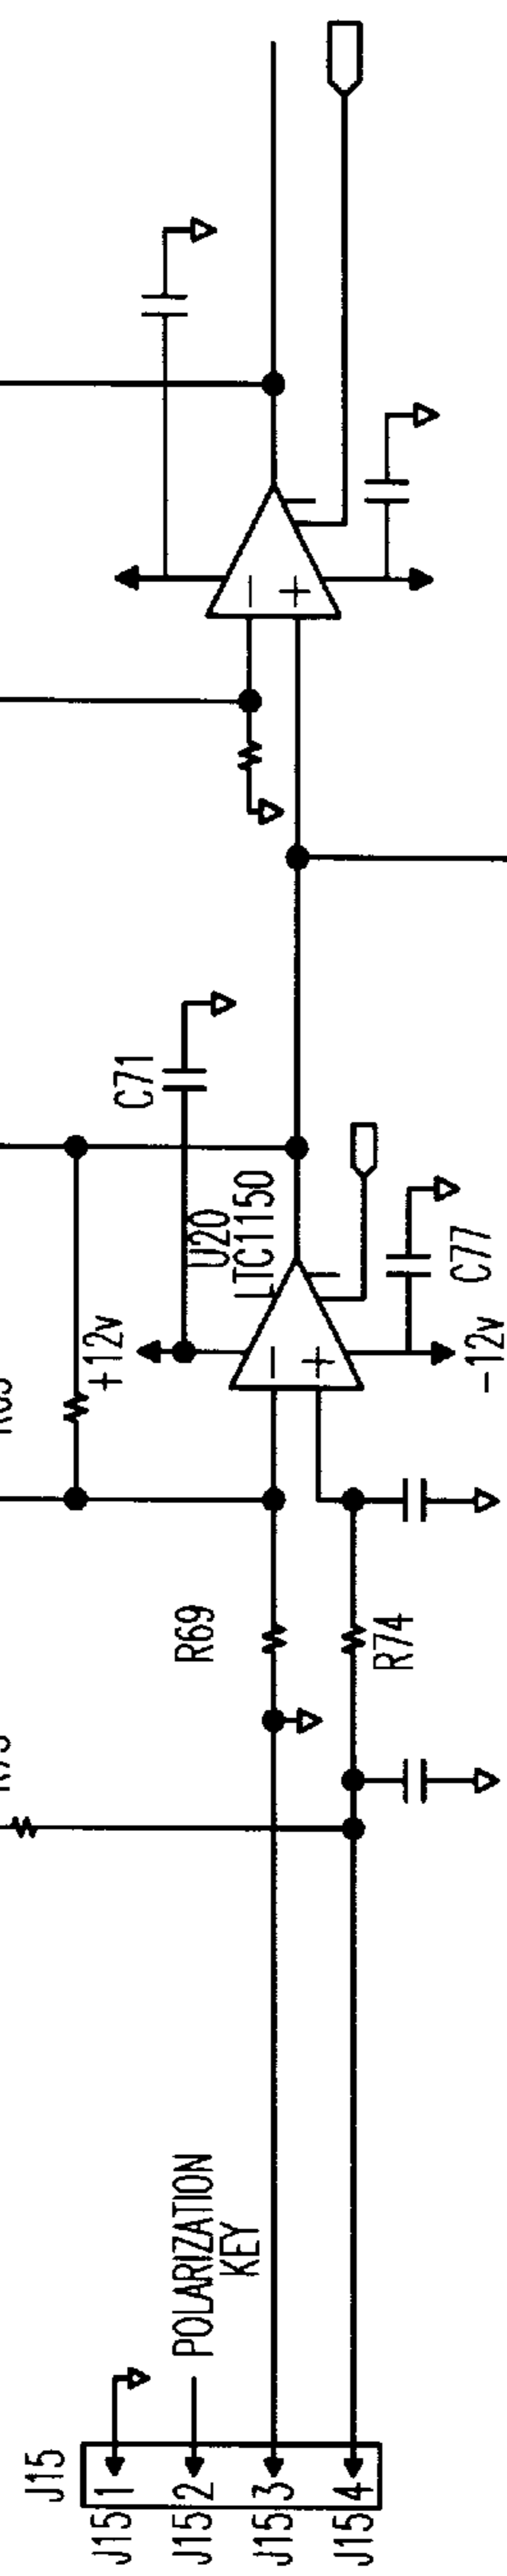 J15
J15 1
J15 2
J15 3
J15 4
POLARIZATION
KEY
R69
R74
+12v
-12v
U20
LTC1150
C71
C77
−
+
−
+